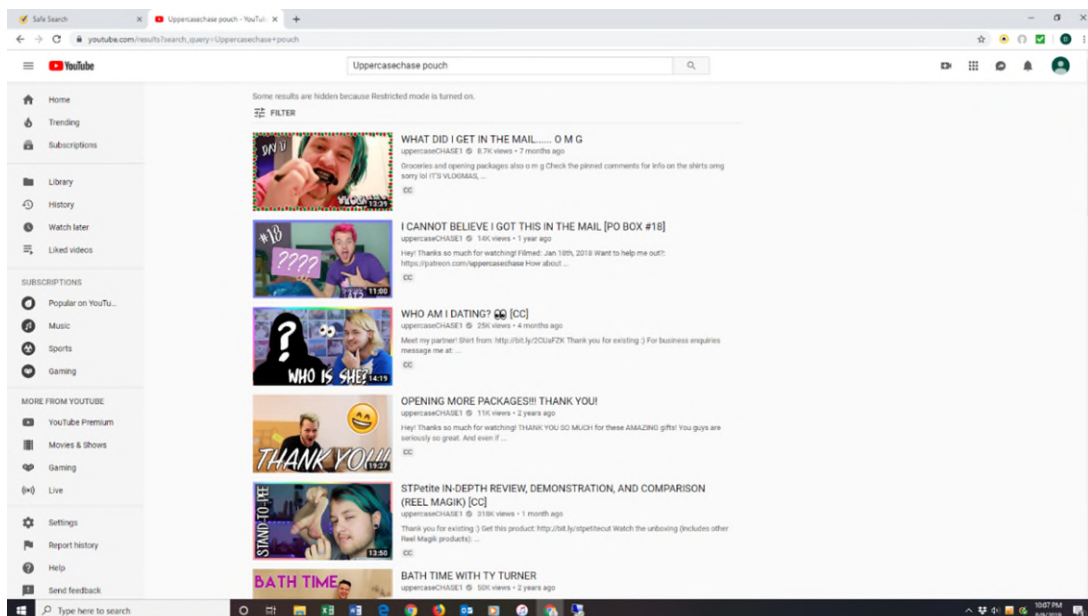 Safe Search
Uppercasechase pouch - YouTub
youtube.com/results?search_query=Uppercasechase+pouch
YouTube
Uppercasechase pouch
Home
Trending
Subscriptions
Library
History
Watch later
Liked videos
SUBSCRIPTIONS
Popular on YouTu...
Music
Sports
Gaming
MORE FROM YOUTUBE
YouTube Premium
Movies & Shows
Gaming
Live
Settings
Report history
Help
Send feedback
Some results are hidden because Restricted mode is turned on.
FILTER
DAY 11
VLOGMAS
13:39
WHAT DID I GET IN THE MAIL...... O M G
uppercaseCHASE1 8.7K views • 7 months ago
Groceries and opening packages also o m g Check the pinned comments for info on the shirts omg
sorry lol IT'S VLOGMAS, ...
CC
#18
????
11:00
I CANNOT BELIEVE I GOT THIS IN THE MAIL [PO BOX #18]
uppercaseCHASE1 14K views • 1 year ago
Hey! Thanks so much for watching! Filmed: Jan 18th, 2018 Want to help me out?:
https://patreon.com/uppercasechase How about ...
CC
?
WHO IS SHE?
14:19
WHO AM I DATING? 👀 [CC]
uppercaseCHASE1 25K views • 4 months ago
Meet my partner! Shirt from: http://bit.ly/2CUaFZK Thank you for existing :) For business enquiries
message me at: ...
CC
THANK YOU!
19:27
OPENING MORE PACKAGES!!! THANK YOU!
uppercaseCHASE1 11K views • 2 years ago
Hey! Thanks so much for watching! THANK YOU SO MUCH for these AMAZING gifts! You guys are
seriously so great. And even if ...
CC
STAND-TO-PEE
13:50
STPetite IN-DEPTH REVIEW, DEMONSTRATION, AND COMPARISON
(REEL MAGIK) [CC]
uppercaseCHASE1 318K views • 1 month ago
Thank you for existing :) Get this product: http://bit.ly/stpetitecut Watch the unboxing (includes other
Reel Magik products): ...
CC
BATH TIME
BATH TIME WITH TY TURNER
uppercaseCHASE1 50K views • 2 years ago
Type here to search
10:07 PM